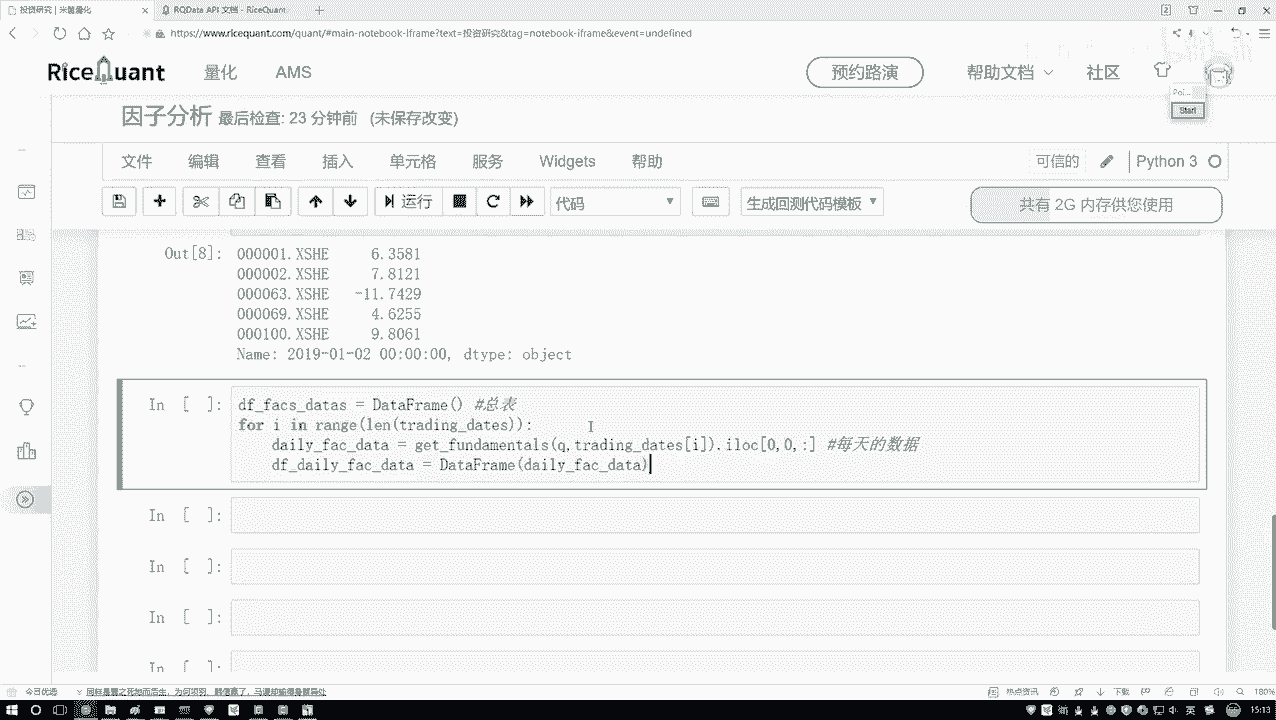 投资研究 | 米筐量化
RQData API 文档 - RiceQuant
https://www.ricequant.com/quant/#main-notebook-iframe?text=投资研究&tag=notebook-iframe&event=undefined
RiceQuant 量化 AMS 预约路演 帮助文档 社区
Poi...
Start
因子分析 最后检查: 23 分钟前 (未保存改变)
文件 编辑 查看 插入 单元格 服务 Widgets 帮助 可信的 Python 3
运行 代码 生成回测代码模板 共有 2G 内存供您使用
Out[8]: 000001.XSHE 6.3581
000002.XSHE 7.8121
000063.XSHE -11.7429
000069.XSHE 4.6255
000100.XSHE 9.8061
Name: 2019-01-02 00:00:00, dtype: object
In [ ]: df_facs_datas = DataFrame() #总表
for i in range(len(trading_dates)):
daily_fac_data = get_fundamentals(q,trading_dates[i]).iloc[0,0,:] #每天的数据
df_daily_fac_data = DataFrame(daily_fac_data)
In [ ]:
In [ ]:
In [ ]:
In [ ]:
今日优选 热点资讯 下载 180%
英 15:13